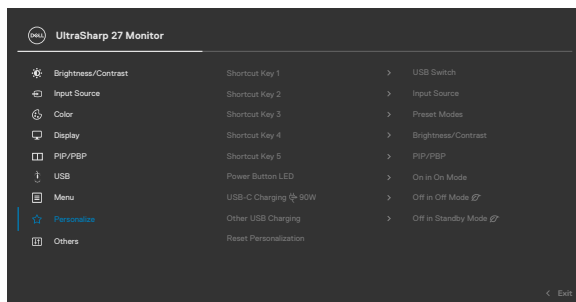 DELL UltraSharp 27 Monitor
Brightness/Contrast Shortcut Key 1 > USB Switch
Input Source Shortcut Key 2 > Input Source
Color Shortcut Key 3 > Preset Modes
Display Shortcut Key 4 > Brightness/Contrast
PIP/PBP Shortcut Key 5 > PIP/PBP
USB Power Button LED > On in On Mode
Menu USB-C Charging 90W > Off in Off Mode
Personalize Other USB Charging > Off in Standby Mode
Others Reset Personalization
< Exit